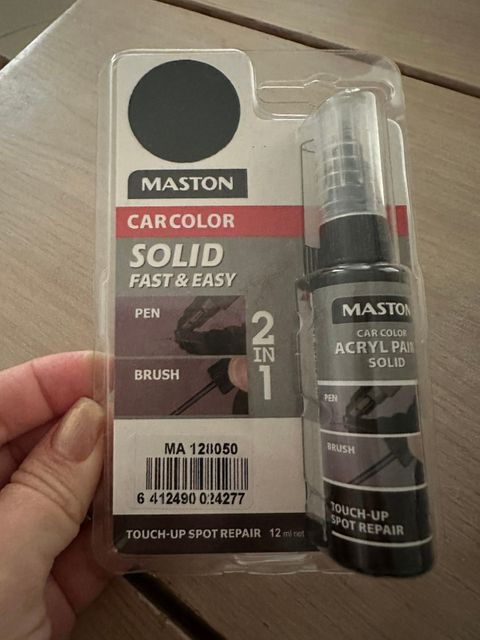 MASTON
CAR COLOR
SOLID
FAST & EASY
PEN
BRUSH
2
IN
1
MA 128050
6 412490 024277
TOUCH-UP SPOT REPAIR 12 ml net
MASTON
CAR COLOR
ACRYL
SOLID
PEN
BRUSH
TOUCH-UP
SPOT REPAIR